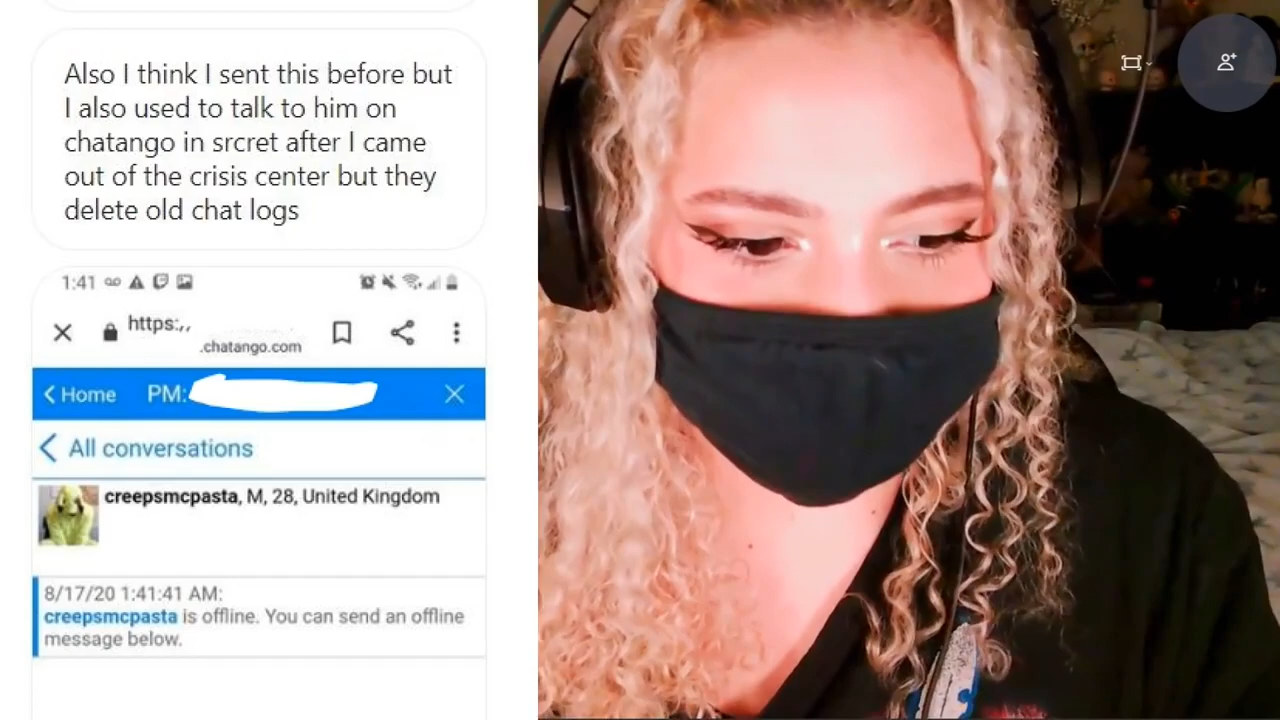 Also I think I sent this before but
I also used to talk to him on
chatango in srcret after I came
out of the crisis center but they
delete old chat logs
1:41
https:,,
.chatango.com
Home PM:
All conversations
creepsmcpasta, M, 28, United Kingdom
8/17/20 1:41:41 AM:
creepsmcpasta is offline. You can send an offline
message below.